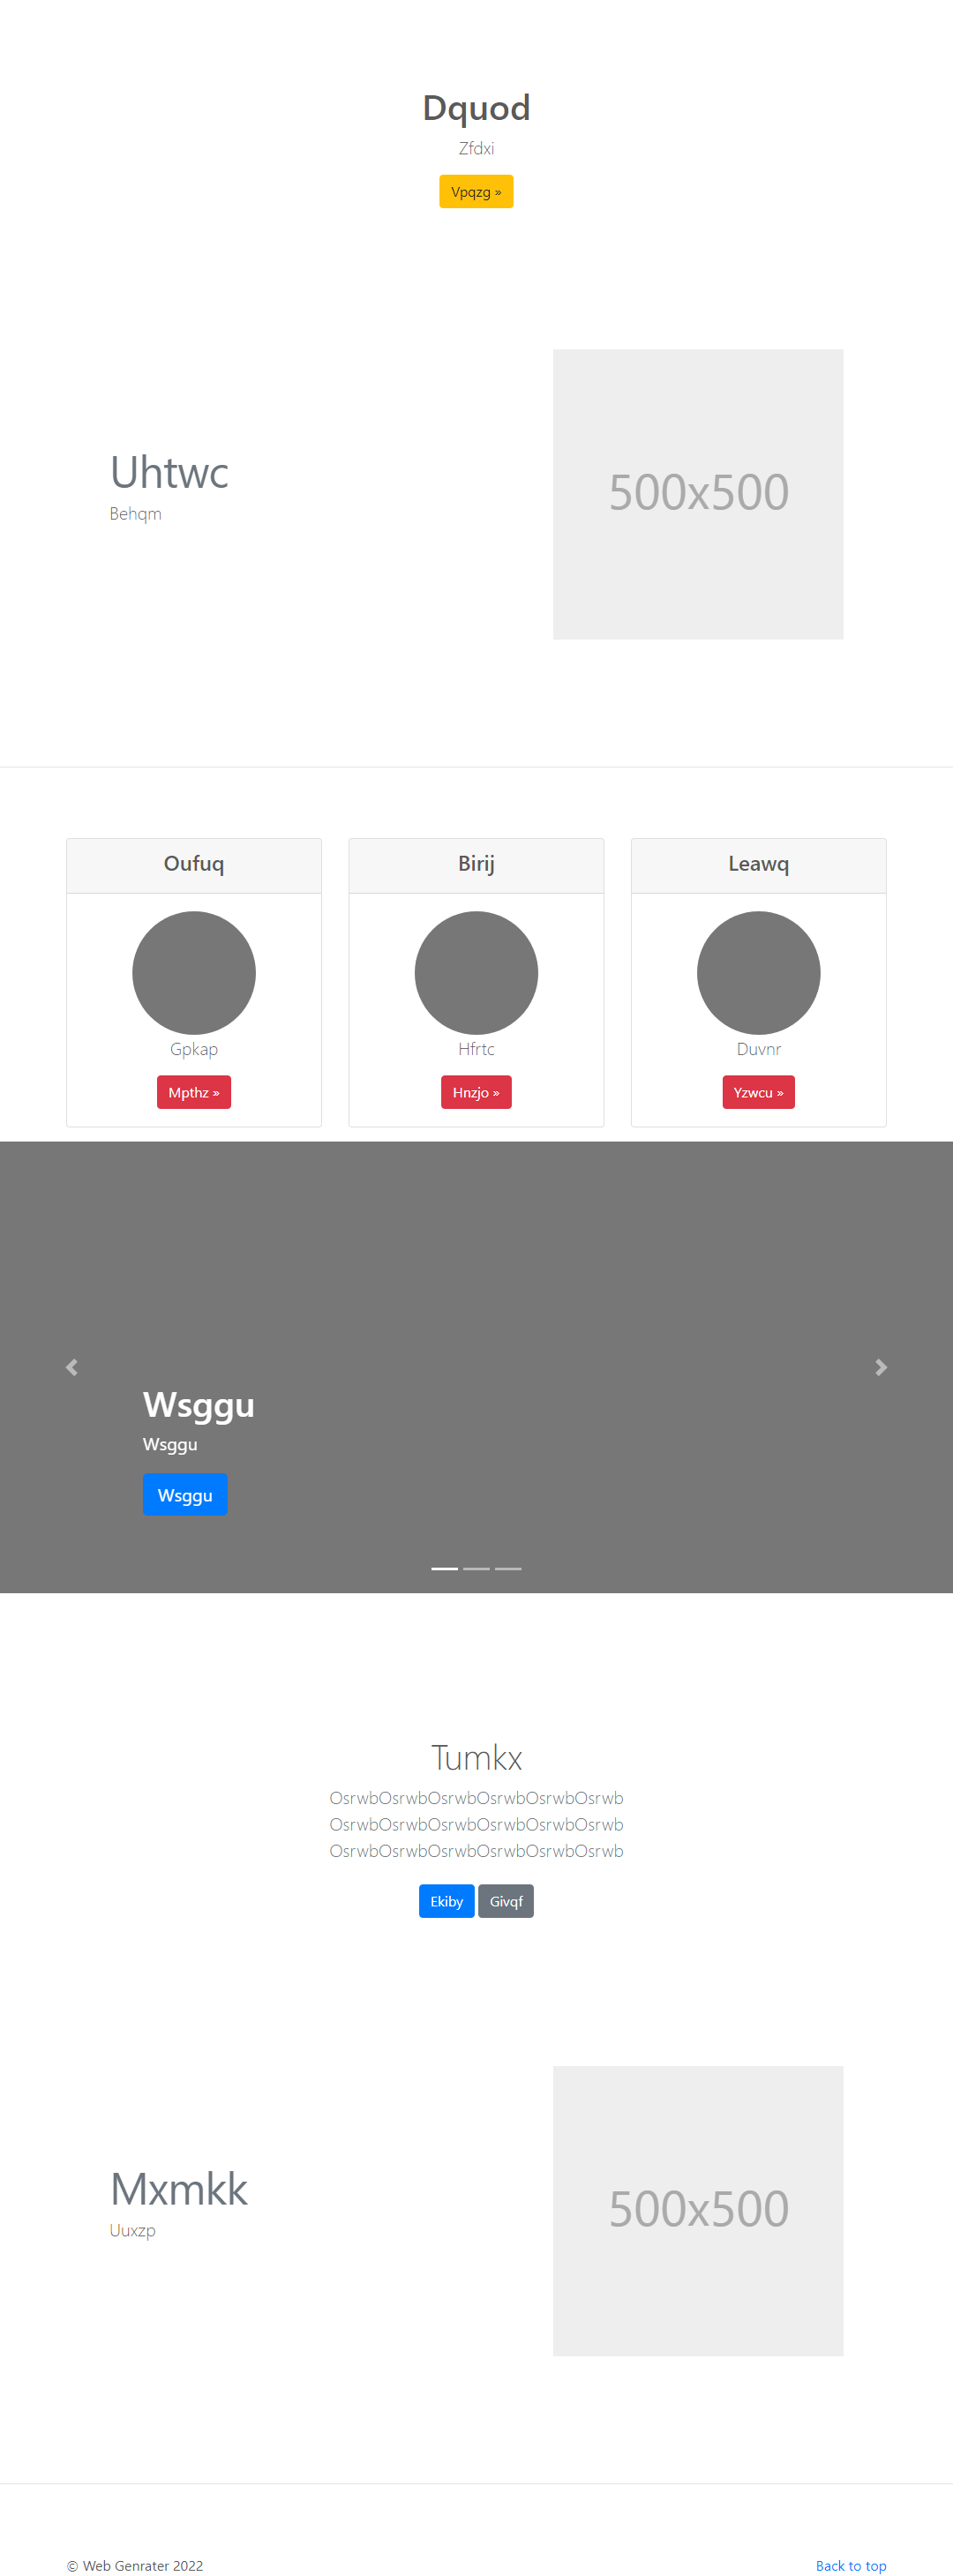 Dquod
Zfdxi
Vpqzg »
Uhtwc
Behqm
500x500
Oufuq
Gpkap
Mpthz »
Birij
Hfrtc
Hnzjo »
Leawq
Duvnr
Yzwcu »
Wsggu
Wsggu
Wsggu
Tumkx
OsrwbOsrwbOsrwbOsrwbOsrwbOsrwb
OsrwbOsrwbOsrwbOsrwbOsrwbOsrwb
OsrwbOsrwbOsrwbOsrwbOsrwbOsrwb
Ekiby Givqf
Mxmkk
Uuxzp
500x500
© Web Genrater 2022
Back to top